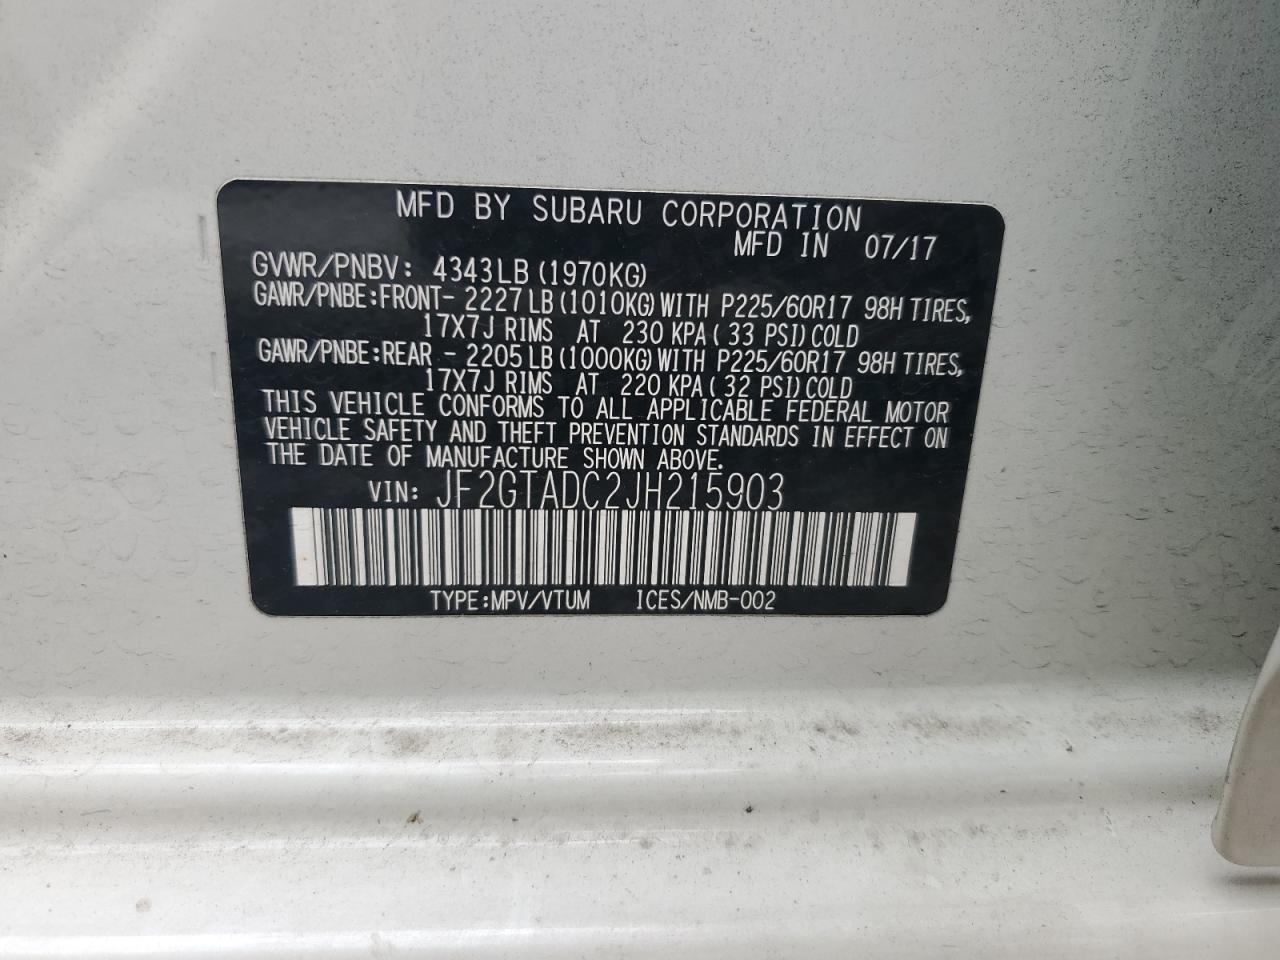 MFD BY SUBARU CORPORATION
MFD IN 07/17
GVWR/PNBV: 4343LB (1970KG)
GAWR/PNBE:FRONT- 2227 LB (1010KG) WITH P225/60R17 98H TIRES,
17X7J RIMS AT 230 KPA ( 33 PSI) COLD
GAWR/PNBE:REAR - 2205 LB (1000KG) WITH P225/60R17 98H TIRES,
17X7J RIMS AT 220 KPA ( 32 PSI) COLD
THIS VEHICLE CONFORMS TO ALL APPLICABLE FEDERAL MOTOR
VEHICLE SAFETY AND THEFT PREVENTION STANDARDS IN EFFECT ON
THE DATE OF MANUFACTURE SHOWN ABOVE.
VIN: JF2GTADC2JH215903
TYPE:MPV/VTUM ICES/NMB-002